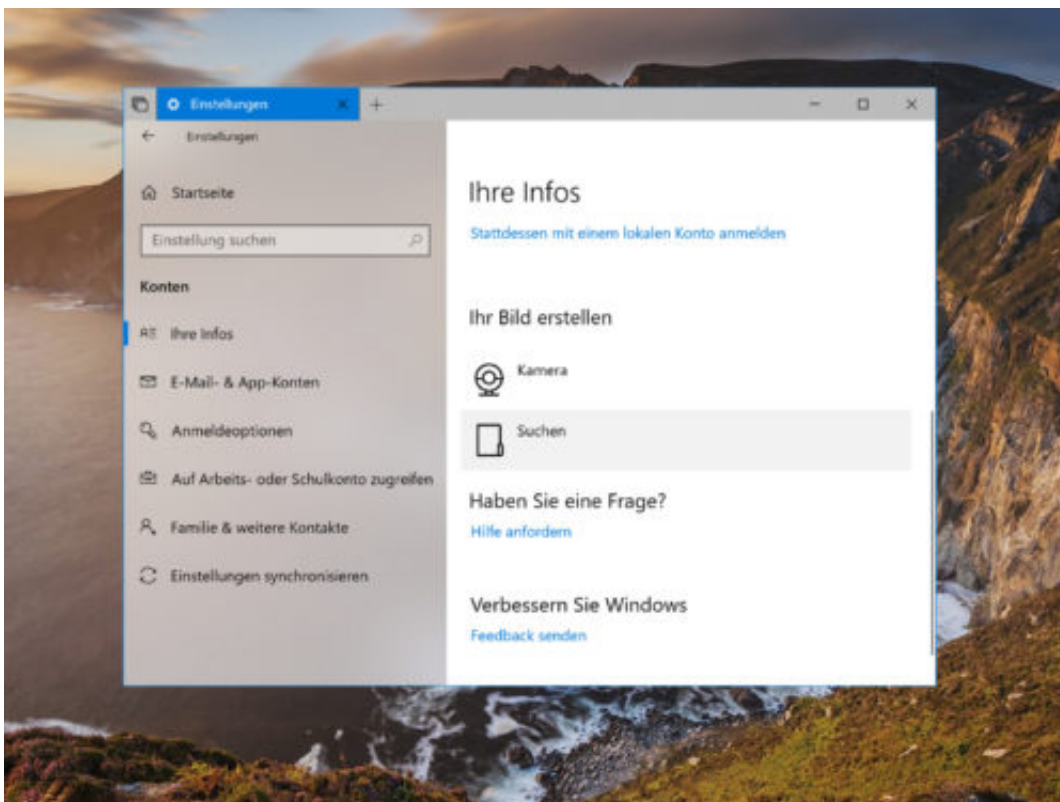 Einstellungen
Einstellungen
Startseite
Einstellung suchen
Konten
Ihre Infos
E-Mail- & App-Konten
Anmeldeoptionen
Auf Arbeits- oder Schulkonto zugreifen
Familie & weitere Kontakte
Einstellungen synchronisieren
Ihre Infos
Stattdessen mit einem lokalen Konto anmelden
Ihr Bild erstellen
Kamera
Suchen
Haben Sie eine Frage?
Hilfe anfordern
Verbessern Sie Windows
Feedback senden